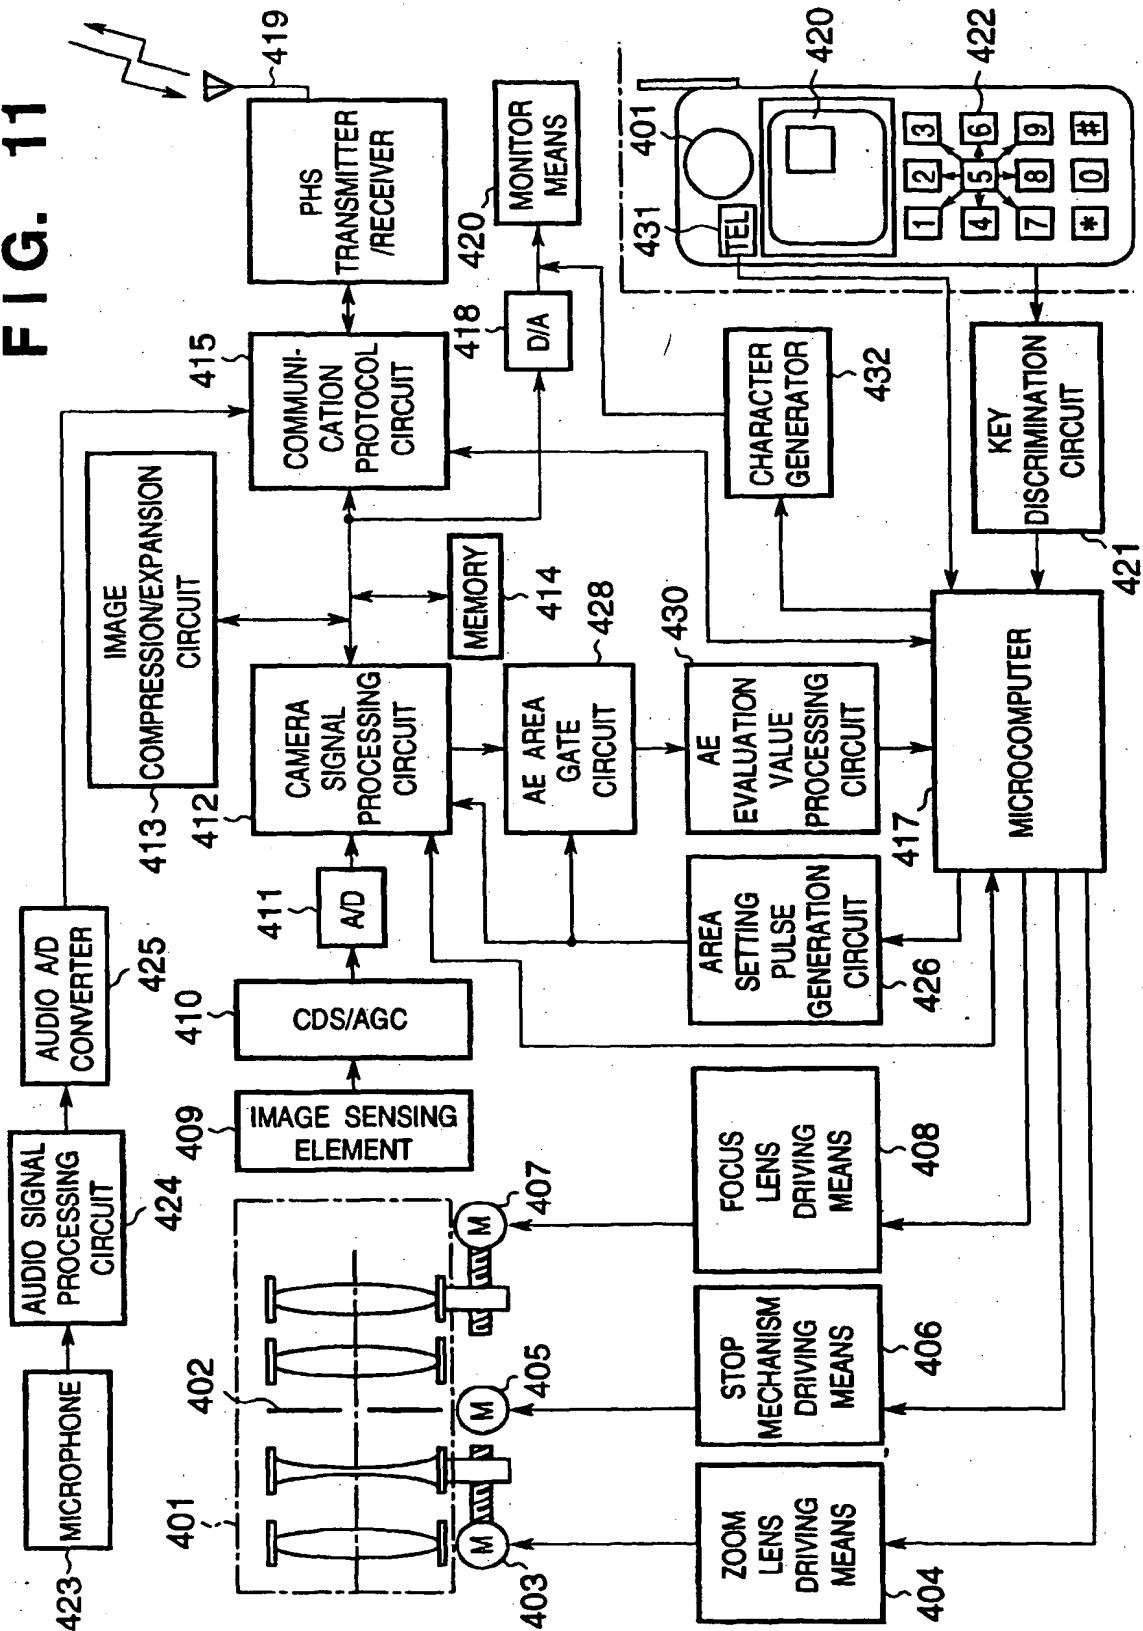 FIG. 11
423
MICROPHONE
AUDIO SIGNAL
PROCESSING
CIRCUIT
424
AUDIO A/D
CONVERTER
425
IMAGE
COMPRESSION/EXPANSION
CIRCUIT
413
419
401
402
403
M
405
M
407
M
409
IMAGE SENSING
ELEMENT
410
CDS/AGC
411
A/D
412
CAMERA
SIGNAL
PROCESSING
CIRCUIT
MEMORY
414
415
COMMUNI-
CATION
PROTOCOL
CIRCUIT
PHS
TRANSMITTER
/RECEIVER
418
D/A
420
MONITOR
MEANS
AE AREA
GATE
CIRCUIT
428
430
AE
EVALUATION
VALUE
PROCESSING
CIRCUIT
AREA
SETTING
PULSE
GENERATION
CIRCUIT
426
ZOOM
LENS
DRIVING
MEANS
404
STOP
MECHANISM
DRIVING
MEANS
406
FOCUS
LENS
DRIVING
MEANS
408
417
MICROCOMPUTER
CHARACTER
GENERATOR
432
KEY
DISCRIMINATION
CIRCUIT
421
431
TEL
401
420
422
1 2 3
4 5 6
7 8 9
* 0 #